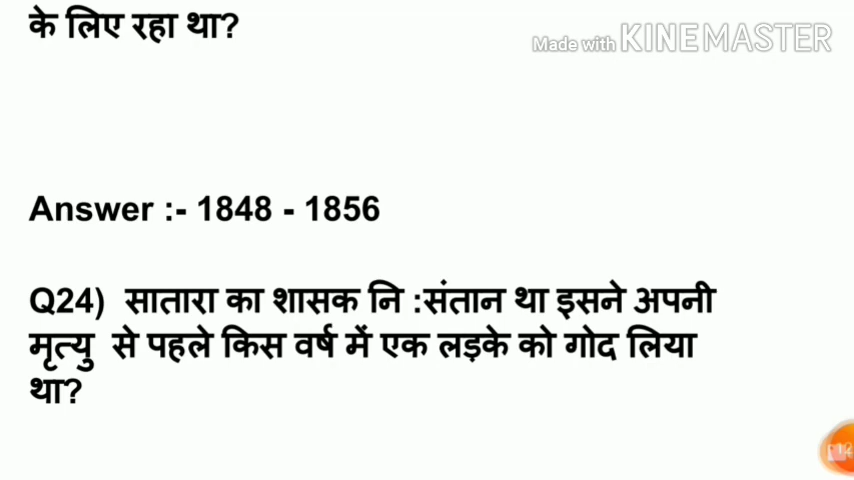 के लिए रहा था?
Made with KINEMASTER
Answer :- 1848 - 1856
Q24) सातारा का शासक नि :संतान था इसने अपनी
मृत्यु से पहले किस वर्ष में एक लड़के को गोद लिया
था?